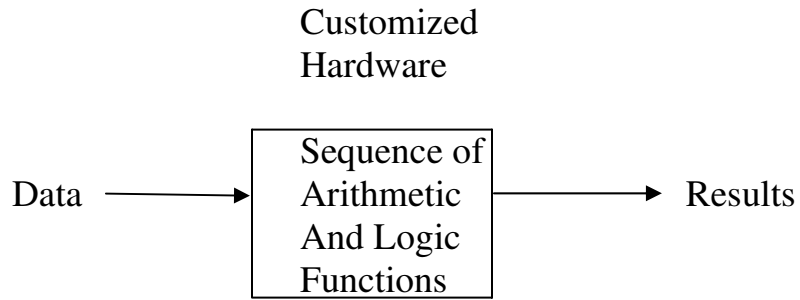 Customized
Hardware
Sequence of
Arithmetic
And Logic
Functions
Data
Results